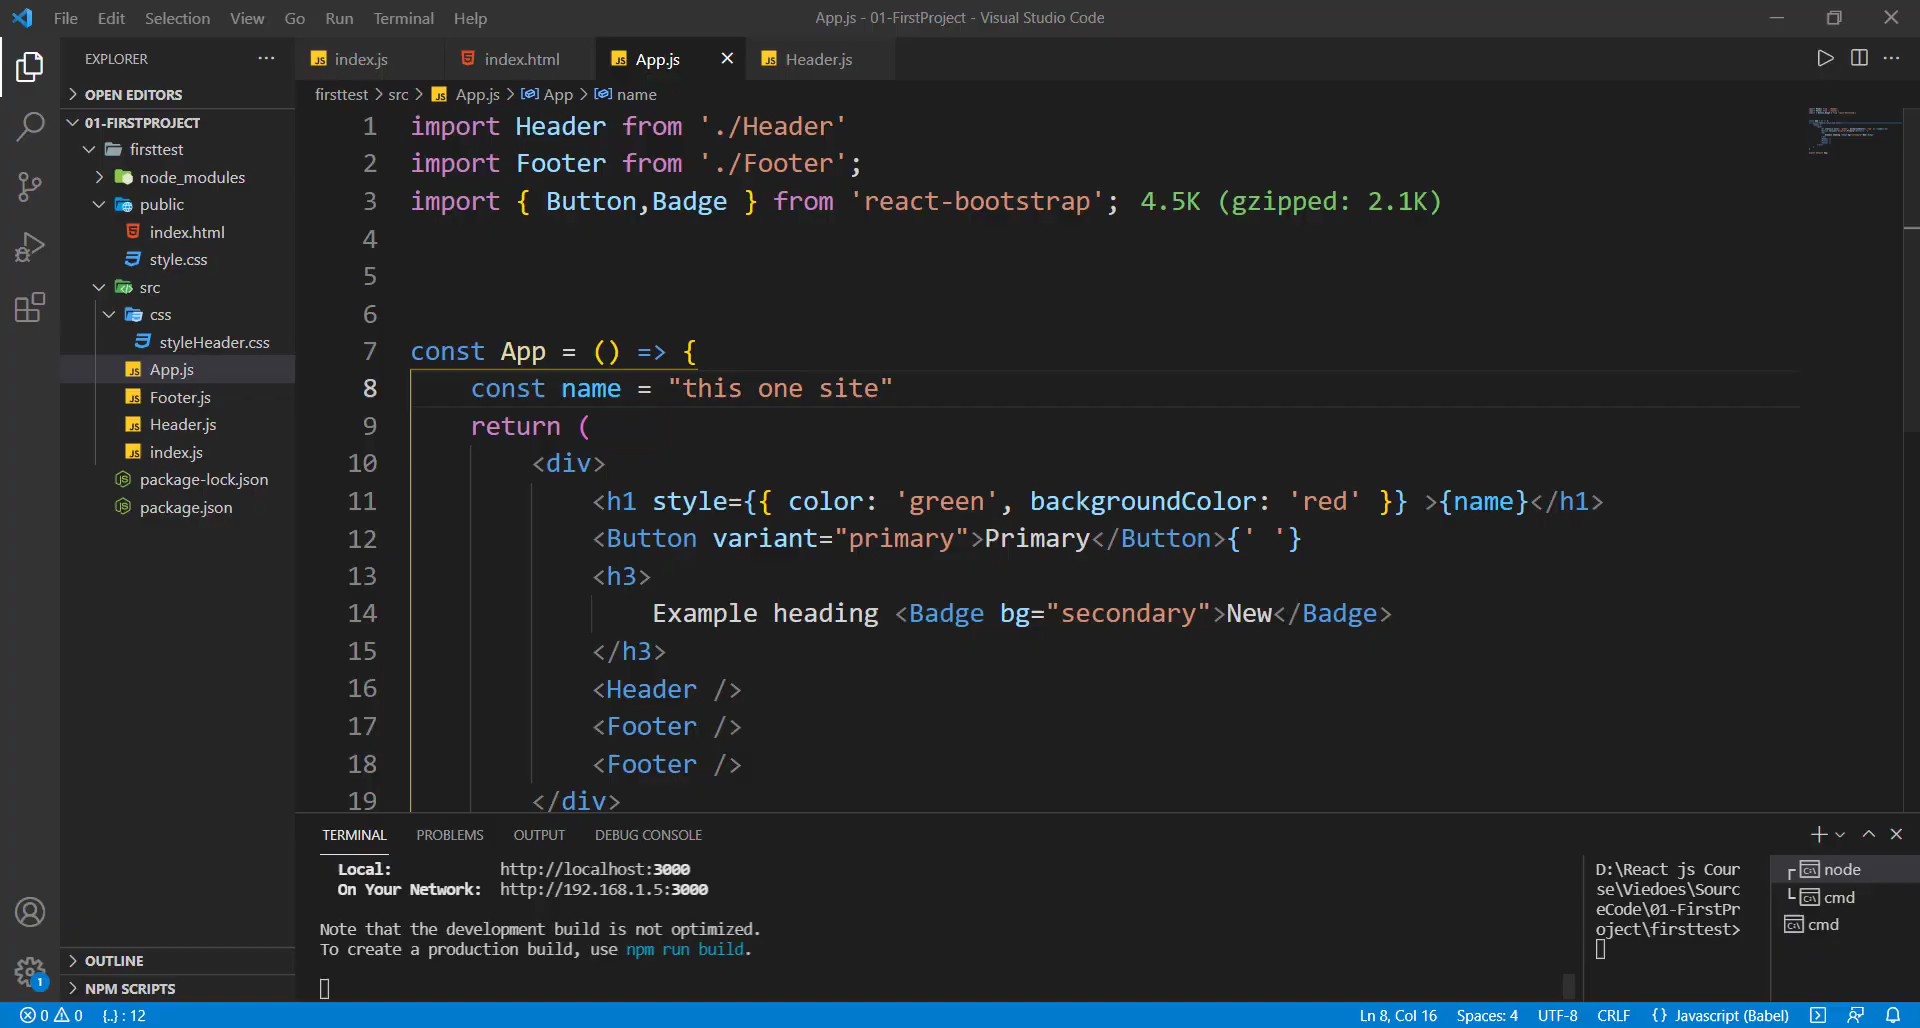 File Edit Selection View Go Run Terminal Help
App.js - 01-FirstProject - Visual Studio Code
EXPLORER
OPEN EDITORS
01-FIRSTPROJECT
firsttest
node_modules
public
index.html
style.css
src
css
styleHeader.css
App.js
Footer.js
Header.js
index.js
package-lock.json
package.json
OUTLINE
NPM SCRIPTS
1
index.js index.html App.js Header.js
firsttest > src > App.js > App > name
1 import Header from './Header'
2 import Footer from './Footer';
3 import { Button,Badge } from 'react-bootstrap'; 4.5K (gzipped: 2.1K)
4
5
6
7 const App = () => {
8 const name = "this one site"
9 return (
10 <div>
11 <h1 style={{ color: 'green', backgroundColor: 'red' }} >{name}</h1>
12 <Button variant="primary">Primary</Button>{' '}
13 <h3>
14 Example heading <Badge bg="secondary">New</Badge>
15 </h3>
16 <Header />
17 <Footer />
18 <Footer />
19 </div>
TERMINAL PROBLEMS OUTPUT DEBUG CONSOLE
Local: http://localhost:3000
On Your Network: http://192.168.1.5:3000
Note that the development build is not optimized.
To create a production build, use npm run build.
D:\React js Cour
se\Viedoes\Sourc
eCode\01-FirstPr
oject\firsttest>
node
cmd
cmd
0 0 {..} : 12
Ln 8, Col 16 Spaces: 4 UTF-8 CRLF {} Javascript (Babel)